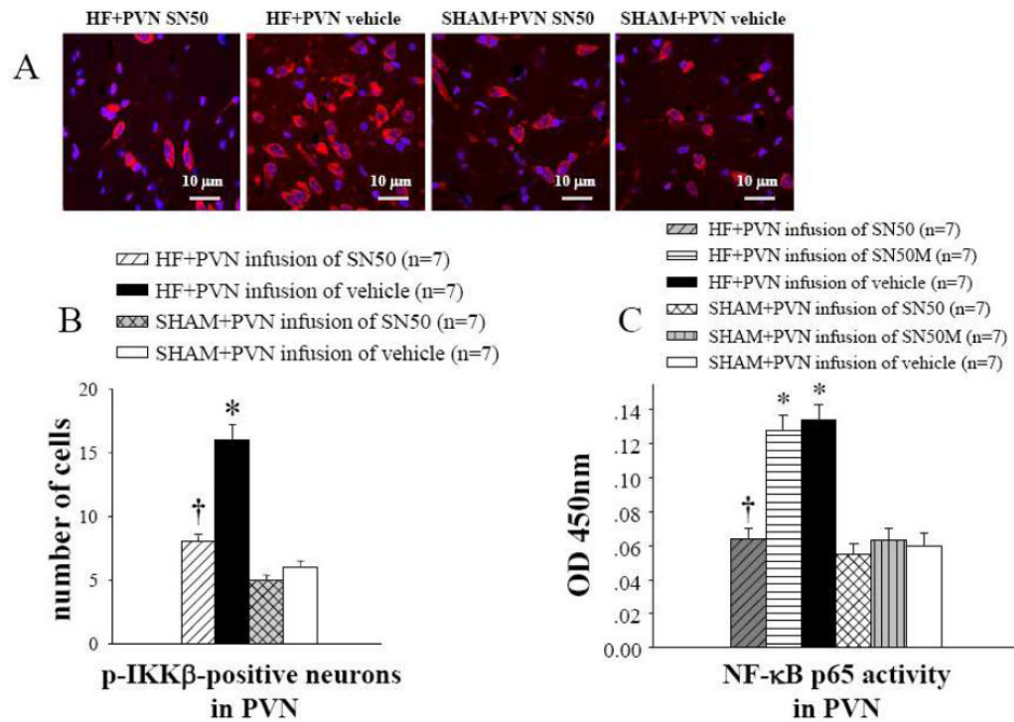 HF+PVN SN50 HF+PVN vehicle SHAM+PVN SN50 SHAM+PVN vehicle
A
10 μm 10 μm 10 μm 10 μm
B
HF+PVN infusion of SN50 (n=7)
HF+PVN infusion of vehicle (n=7)
SHAM+PVN infusion of SN50 (n=7)
SHAM+PVN infusion of vehicle (n=7)
number of cells
20
15
10
5
0
†
*
p-IKKβ-positive neurons
in PVN
C
HF+PVN infusion of SN50 (n=7)
HF+PVN infusion of SN50M (n=7)
HF+PVN infusion of vehicle (n=7)
SHAM+PVN infusion of SN50 (n=7)
SHAM+PVN infusion of SN50M (n=7)
SHAM+PVN infusion of vehicle (n=7)
OD 450nm
.14
.12
.10
.08
.06
.04
.02
0.00
†
* *
NF-κB p65 activity
in PVN